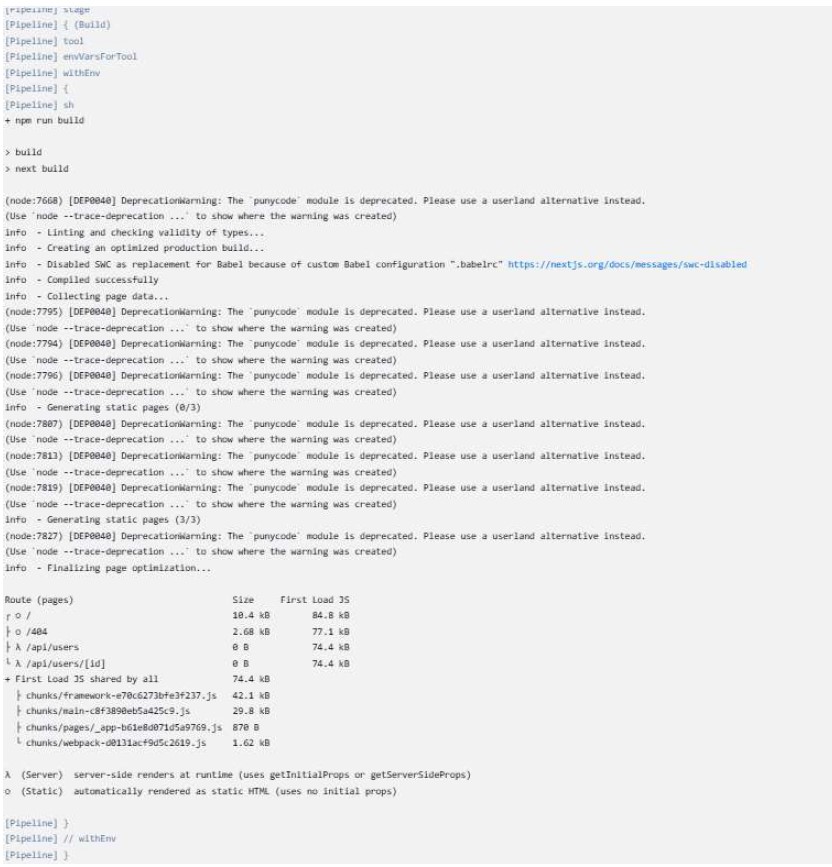 [Pipeline] stage
[Pipeline] { (Build)
[Pipeline] tool
[Pipeline] envVarsForTool
[Pipeline] withEnv
[Pipeline] {
[Pipeline] sh
+ npm run build
> build
> next build
(node:7668) [DEP0040] DeprecationWarning: The `punycode` module is deprecated. Please use a userland alternative instead.
(Use `node --trace-deprecation ...` to show where the warning was created)
info  - Linting and checking validity of types...
info  - Creating an optimized production build...
info  - Disabled SWC as replacement for Babel because of custom Babel configuration ".babelrc" https://nextjs.org/docs/messages/swc-disabled
info  - Compiled successfully
info  - Collecting page data...
(node:7795) [DEP0040] DeprecationWarning: The `punycode` module is deprecated. Please use a userland alternative instead.
(Use `node --trace-deprecation ...` to show where the warning was created)
(node:7794) [DEP0040] DeprecationWarning: The `punycode` module is deprecated. Please use a userland alternative instead.
(Use `node --trace-deprecation ...` to show where the warning was created)
(node:7796) [DEP0040] DeprecationWarning: The `punycode` module is deprecated. Please use a userland alternative instead.
(Use `node --trace-deprecation ...` to show where the warning was created)
info  - Generating static pages (0/3)
(node:7807) [DEP0040] DeprecationWarning: The `punycode` module is deprecated. Please use a userland alternative instead.
(Use `node --trace-deprecation ...` to show where the warning was created)
(node:7813) [DEP0040] DeprecationWarning: The `punycode` module is deprecated. Please use a userland alternative instead.
(Use `node --trace-deprecation ...` to show where the warning was created)
(node:7819) [DEP0040] DeprecationWarning: The `punycode` module is deprecated. Please use a userland alternative instead.
(Use `node --trace-deprecation ...` to show where the warning was created)
info  - Generating static pages (3/3)
(node:7827) [DEP0040] DeprecationWarning: The `punycode` module is deprecated. Please use a userland alternative instead.
(Use `node --trace-deprecation ...` to show where the warning was created)
info  - Finalizing page optimization...
Route (pages)                              Size     First Load JS
┌ ○ /                                      10.4 kB        84.8 kB
├ ○ /404                                   2.68 kB        77.1 kB
├ λ /api/users                             0 B            74.4 kB
└ λ /api/users/[id]                        0 B            74.4 kB
+ First Load JS shared by all              74.4 kB
  ├ chunks/framework-e70c6273bfe3f237.js   42.1 kB
  ├ chunks/main-c8f3890eb5a425c9.js        29.8 kB
  ├ chunks/pages/_app-b61e8d071d5a9769.js  870 B
  └ chunks/webpack-d0131acf9d5c2619.js     1.62 kB
λ  (Server)  server-side renders at runtime (uses getInitialProps or getServerSideProps)
○  (Static)  automatically rendered as static HTML (uses no initial props)
[Pipeline] }
[Pipeline] // withEnv
[Pipeline] }